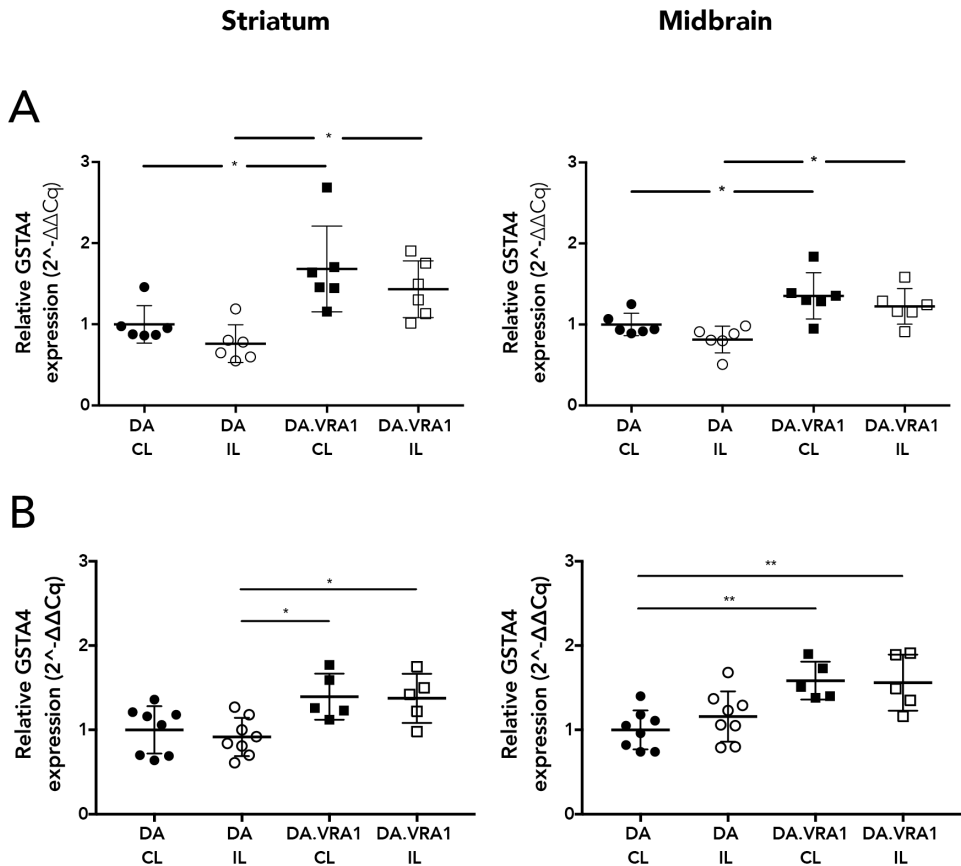 Striatum
Midbrain
A
Relative GSTA4
expression (2^-ΔΔCq)
3
2
1
0
*
*
DA
CL
DA
IL
DA.VRA1
CL
DA.VRA1
IL
Relative GSTA4
expression (2^-ΔΔCq)
3
2
1
0
*
*
DA
CL
DA
IL
DA.VRA1
CL
DA.VRA1
IL
B
Relative GSTA4
expression (2^-ΔΔCq)
3
2
1
0
*
*
DA
CL
DA
IL
DA.VRA1
CL
DA.VRA1
IL
Relative GSTA4
expression (2^-ΔΔCq)
3
2
1
0
**
**
DA
CL
DA
IL
DA.VRA1
CL
DA.VRA1
IL